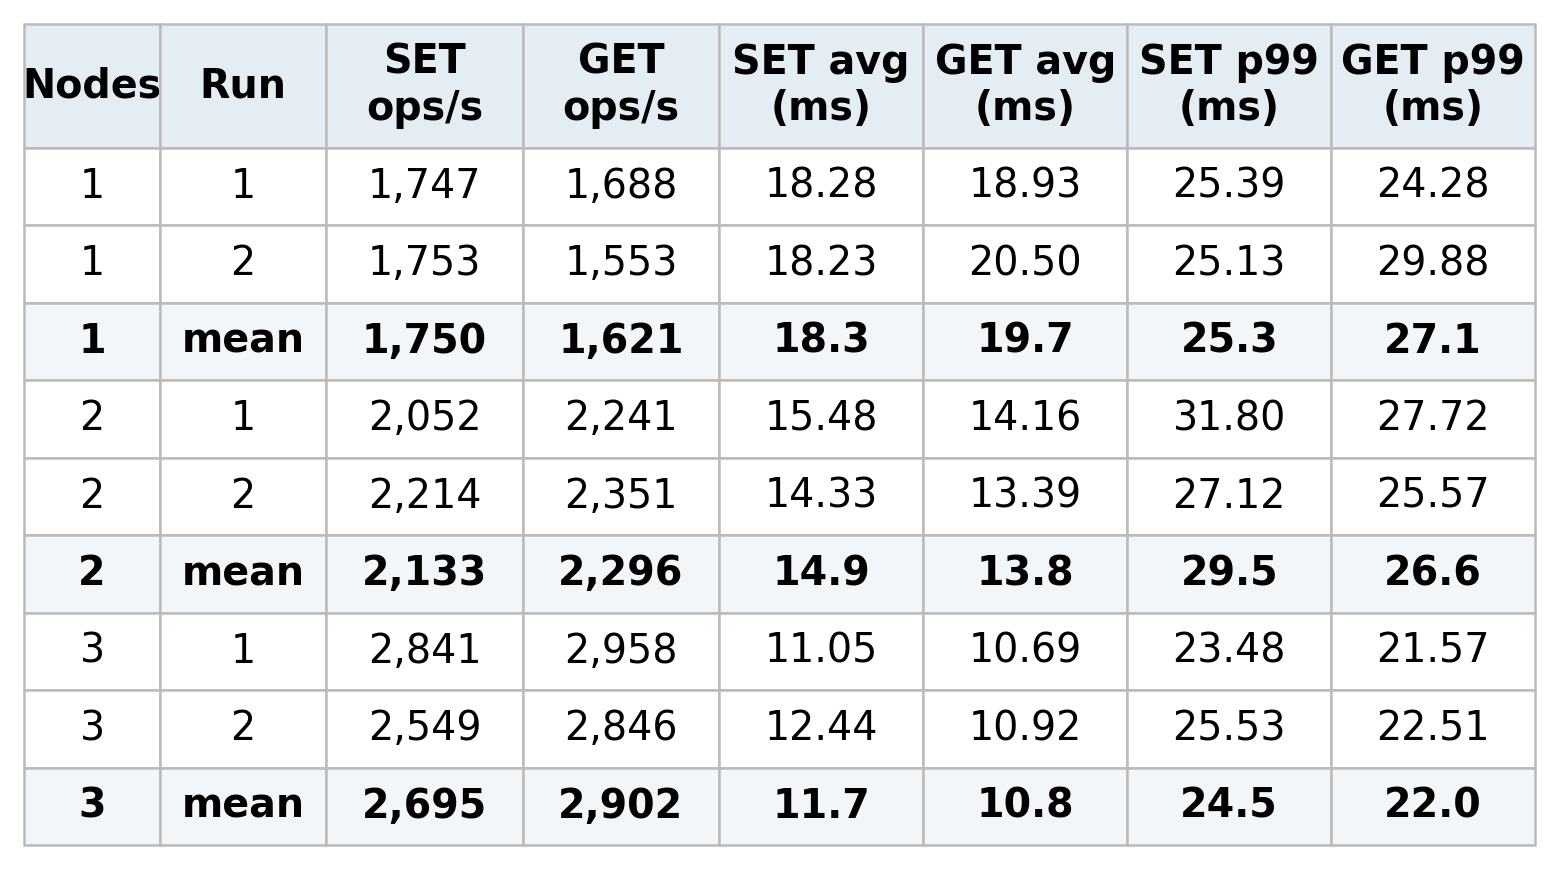 Nodes Run SET ops/s GET ops/s SET avg (ms) GET avg (ms) SET p99 (ms) GET p99 (ms)
1 1 1,747 1,688 18.28 18.93 25.39 24.28
1 2 1,753 1,553 18.23 20.50 25.13 29.88
1 mean 1,750 1,621 18.3 19.7 25.3 27.1
2 1 2,052 2,241 15.48 14.16 31.80 27.72
2 2 2,214 2,351 14.33 13.39 27.12 25.57
2 mean 2,133 2,296 14.9 13.8 29.5 26.6
3 1 2,841 2,958 11.05 10.69 23.48 21.57
3 2 2,549 2,846 12.44 10.92 25.53 22.51
3 mean 2,695 2,902 11.7 10.8 24.5 22.0